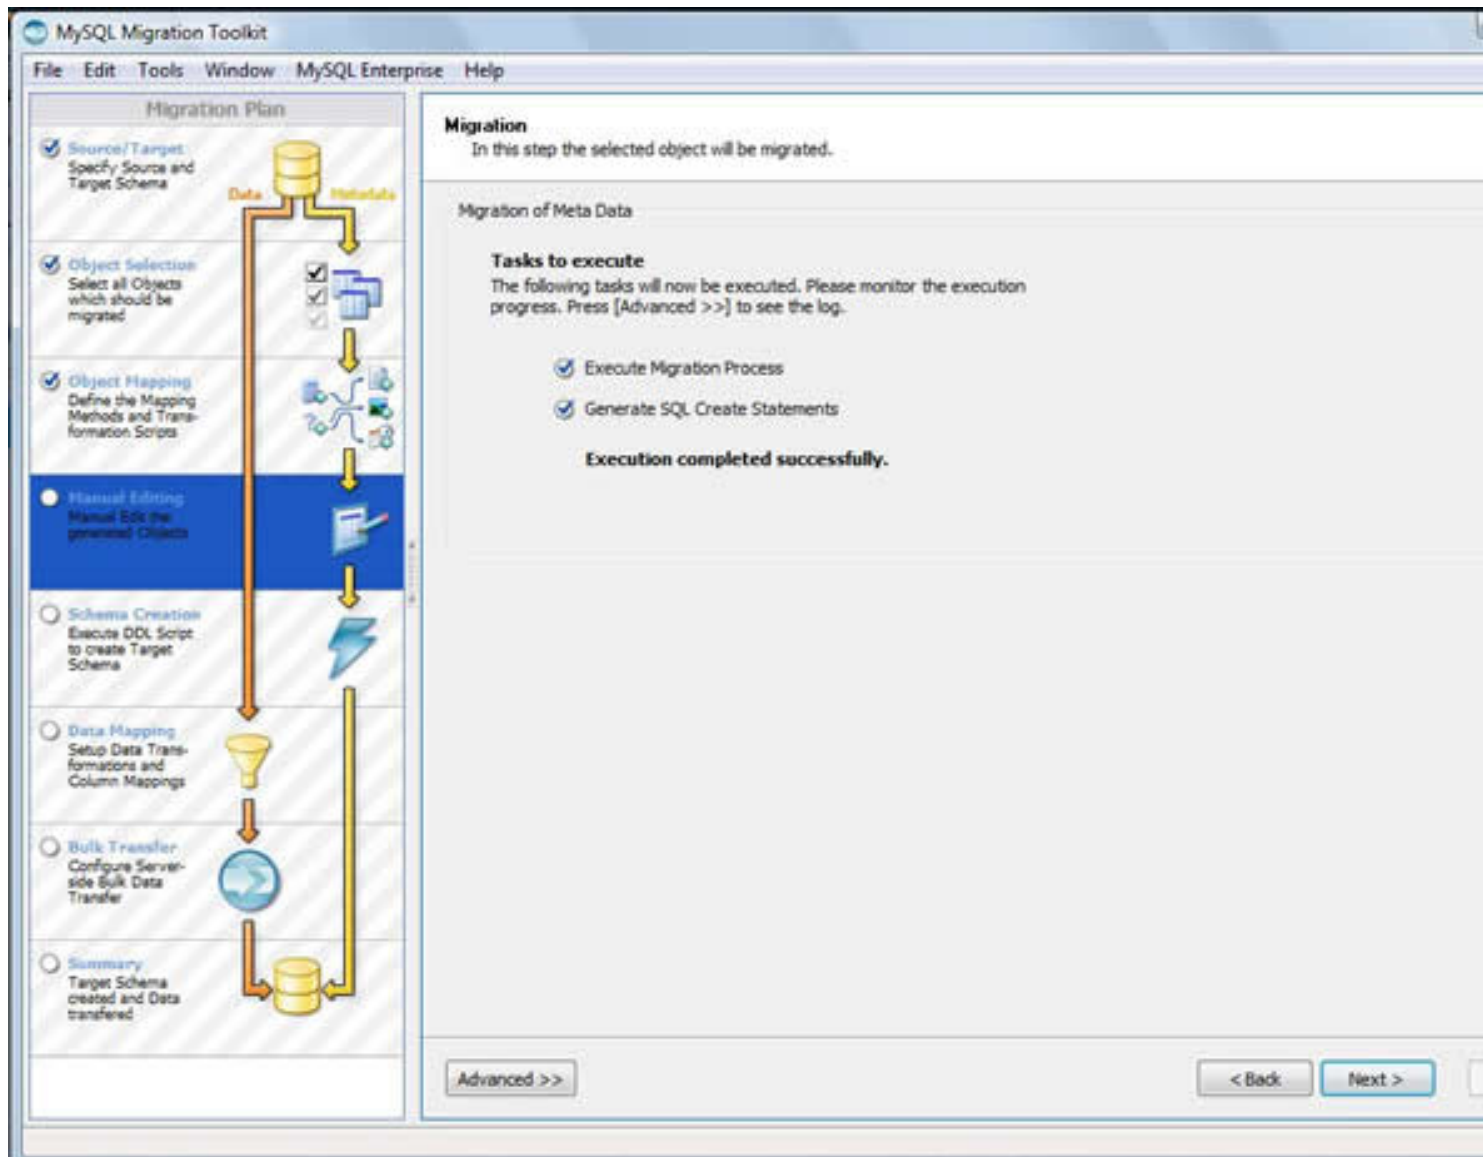 MySQL Migration Toolkit
File Edit Tools Window MySQL Enterprise Help
Migration Plan
Source/Target
Specify Source and
Target Schema
Data
Metadata
Object Selection
Select all Objects
which should be
migrated
Object Mapping
Define the Mapping
Methods and Trans-
formation Scripts
Manual Editing
Manual Edit the
generated Objects
Schema Creation
Execute DDL Script
to create Target
Schema
Data Mapping
Setup Data Trans-
formations and
Column Mappings
Bulk Transfer
Configure Server-
side Bulk Data
Transfer
Summary
Target Schema
created and Data
transfered
Migration
In this step the selected object will be migrated.
Migration of Meta Data
Tasks to execute
The following tasks will now be executed. Please monitor the execution
progress. Press [Advanced >>] to see the log.
Execute Migration Process
Generate SQL Create Statements
Execution completed successfully.
Advanced >>
< Back
Next >